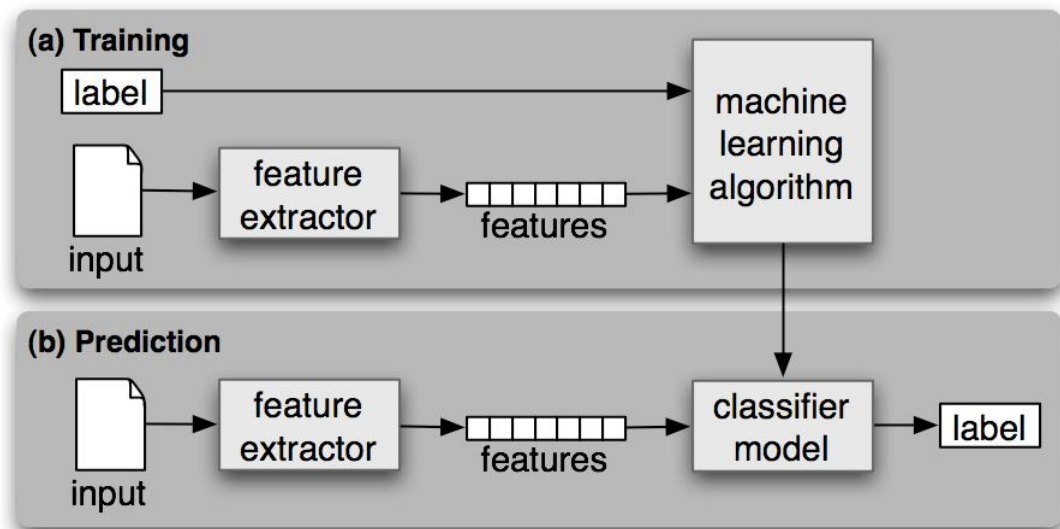 (a) Training
label
machine
learning
algorithm
feature
extractor
features
input
(b) Prediction
feature
extractor
features
input
classifier
model
label